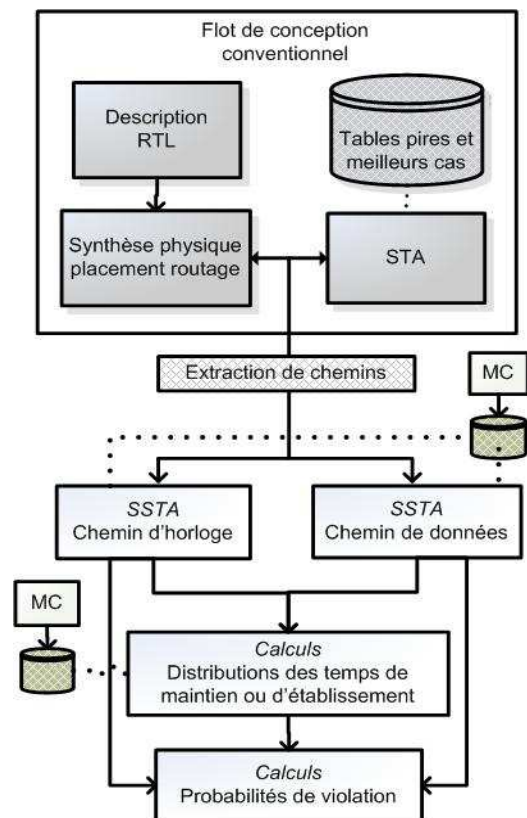 Flot de conception
conventionnel
Description
RTL
Tables pires et
meilleurs cas
Synthèse physique
placement routage
STA
Extraction de chemins
MC
SSTA
Chemin d'horloge
SSTA
Chemin de données
MC
Calculs
Distributions des temps de
maintien ou d'établissement
Calculs
Probabilités de violation